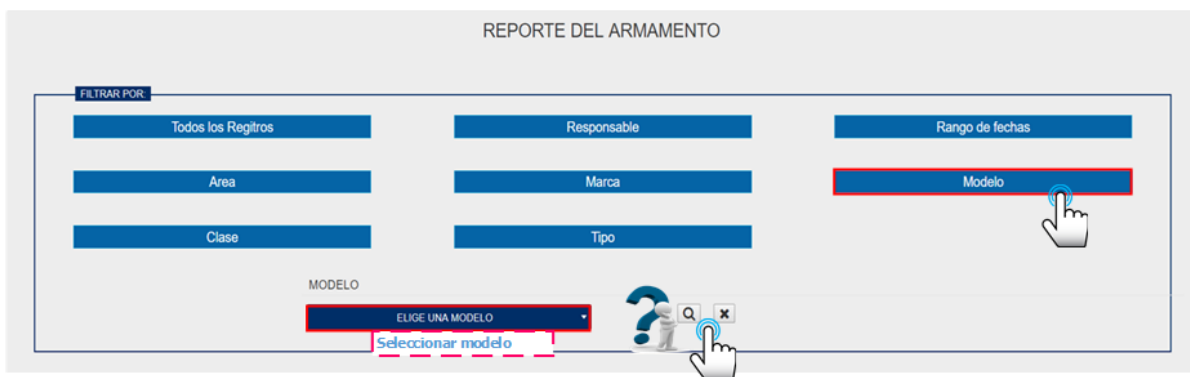 REPORTE DEL ARMAMENTO
FILTRAR POR:
Todos los Regitros
Responsable
Rango de fechas
Area
Marca
Modelo
Clase
Tipo
MODELO
ELIGE UNA MODELO
Seleccionar modelo